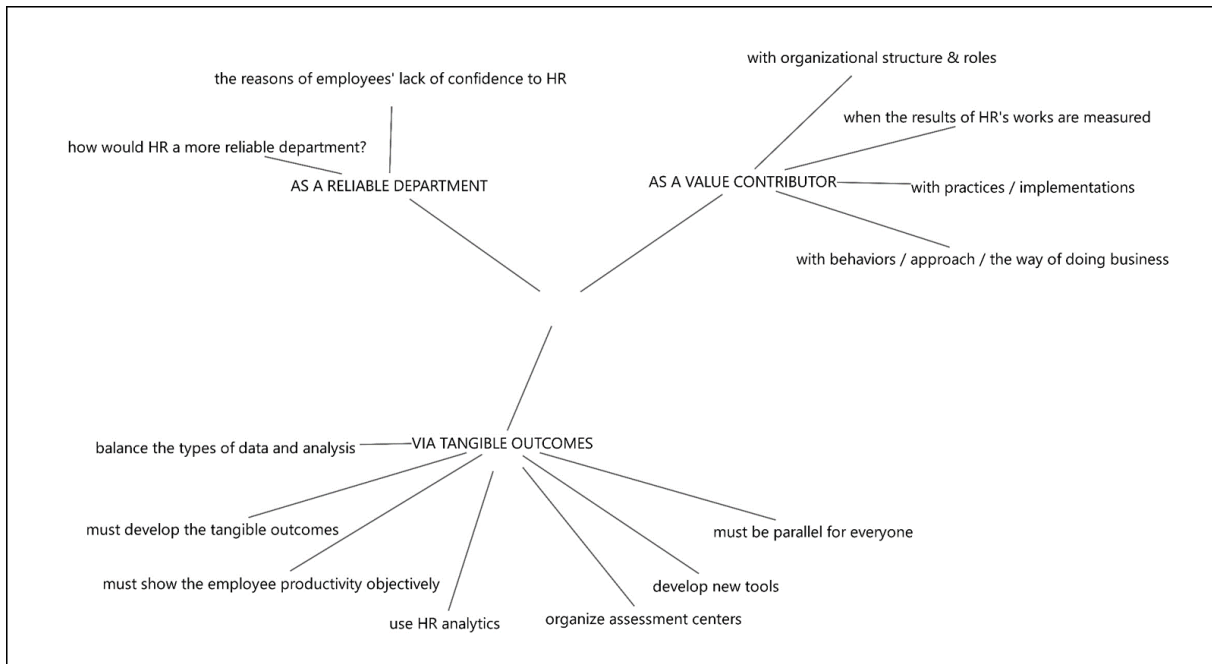 the reasons of employees' lack of confidence to HR
how would HR a more reliable department?
AS A RELIABLE DEPARTMENT
with organizational structure & roles
when the results of HR's works are measured
AS A VALUE CONTRIBUTOR
with practices / implementations
with behaviors / approach / the way of doing business
VIA TANGIBLE OUTCOMES
balance the types of data and analysis
must develop the tangible outcomes
must show the employee productivity objectively
use HR analytics
organize assessment centers
develop new tools
must be parallel for everyone